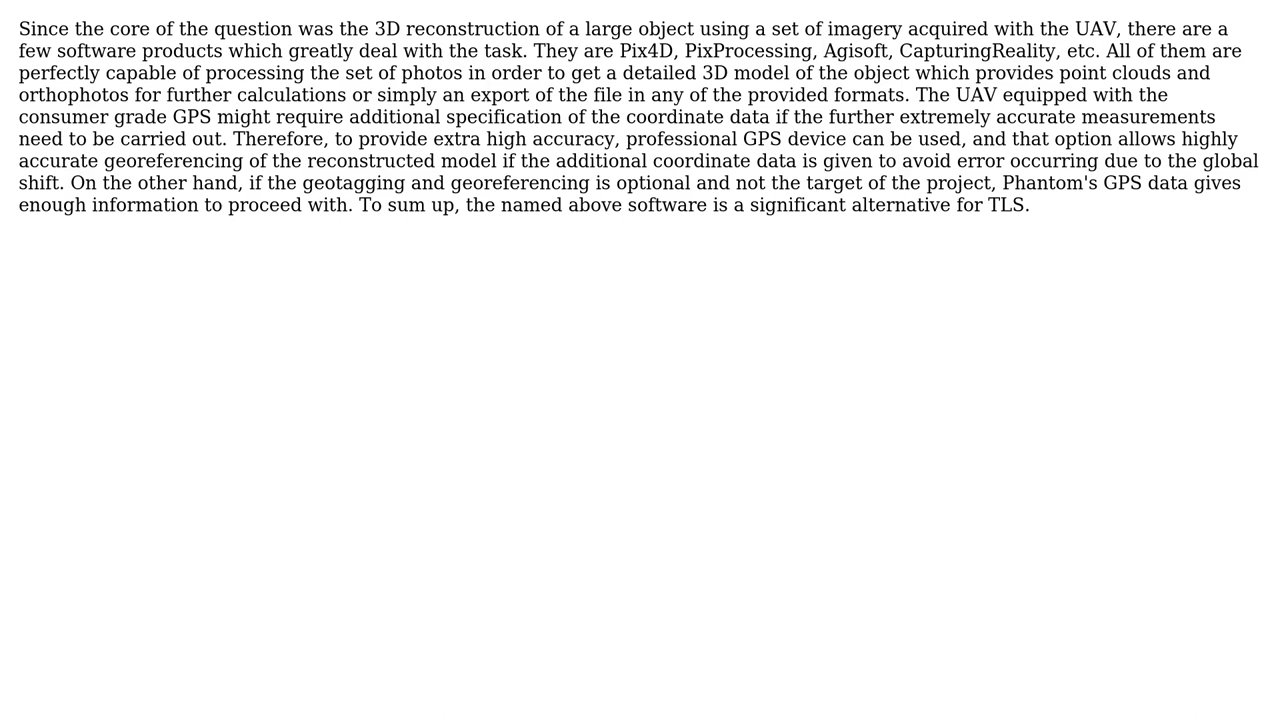 Since the core of the question was the 3D reconstruction of a large object using a set of imagery acquired with the UAV, there are a
few software products which greatly deal with the task. They are Pix4D, PixProcessing, Agisoft, CapturingReality, etc. All of them are
perfectly capable of processing the set of photos in order to get a detailed 3D model of the object which provides point clouds and
orthophotos for further calculations or simply an export of the file in any of the provided formats. The UAV equipped with the
consumer grade GPS might require additional specification of the coordinate data if the further extremely accurate measurements
need to be carried out. Therefore, to provide extra high accuracy, professional GPS device can be used, and that option allows highly
accurate georeferencing of the reconstructed model if the additional coordinate data is given to avoid error occurring due to the global
shift. On the other hand, if the geotagging and georeferencing is optional and not the target of the project, Phantom's GPS data gives
enough information to proceed with. To sum up, the named above software is a significant alternative for TLS.